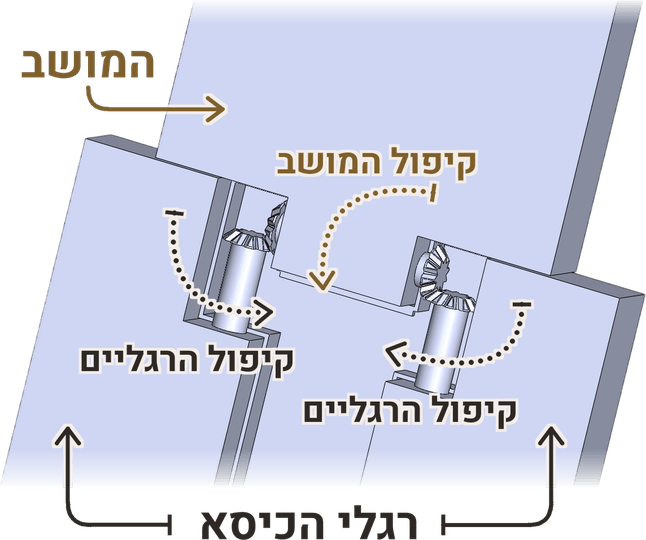 המושב
קיפול המושב
קיפול הרגליים
קיפול הרגליים
רגלי הכיסא